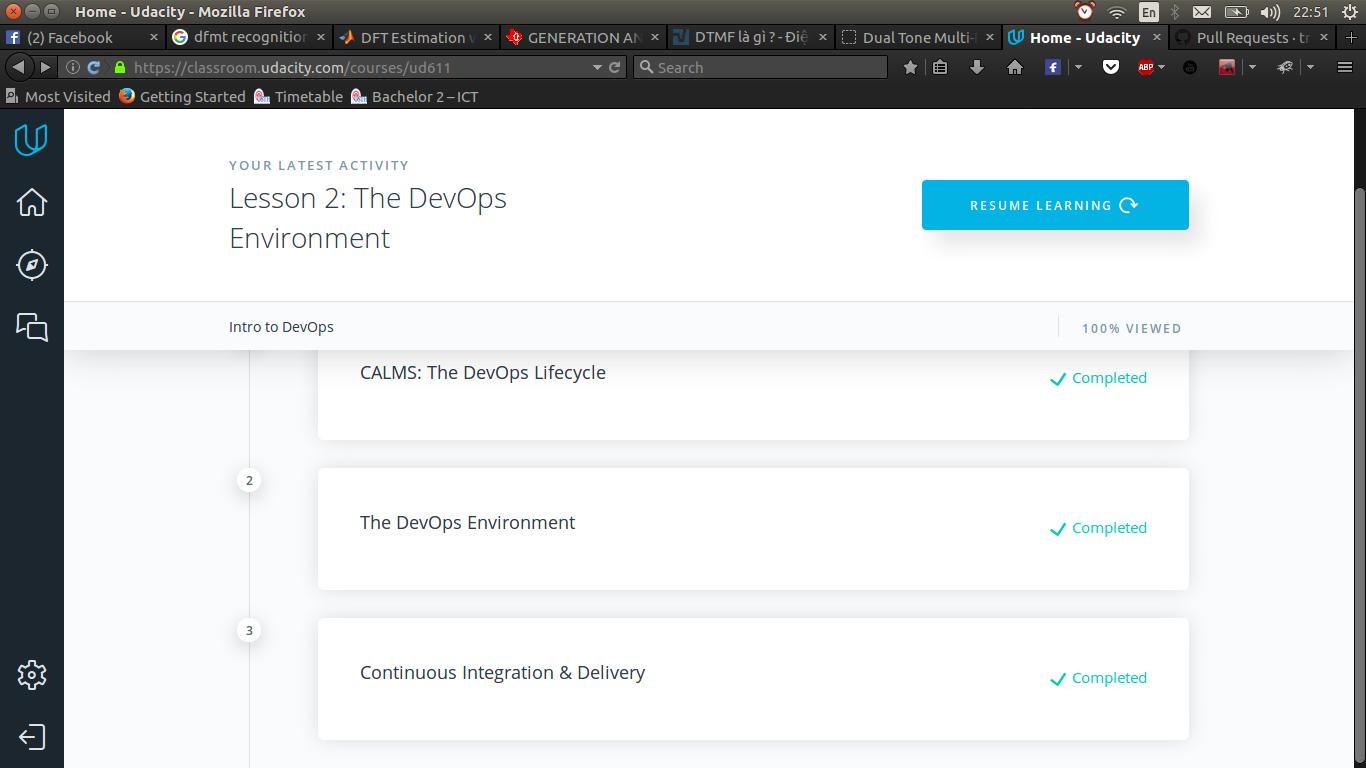 Home - Udacity - Mozilla Firefox
En
22:51
(2) Facebook
dfmt recognition
DFT Estimation
GENERATION AN
DTMF là gì ? - Điệ
Dual Tone Multi-
Home - Udacity
Pull Requests · tr
https://classroom.udacity.com/courses/ud611
Search
ABP
Most Visited
Getting Started
Timetable
Bachelor 2 – ICT
YOUR LATEST ACTIVITY
Lesson 2: The DevOps
Environment
RESUME LEARNING
Intro to DevOps
100% VIEWED
CALMS: The DevOps Lifecycle
Completed
2
The DevOps Environment
Completed
3
Continuous Integration & Delivery
Completed